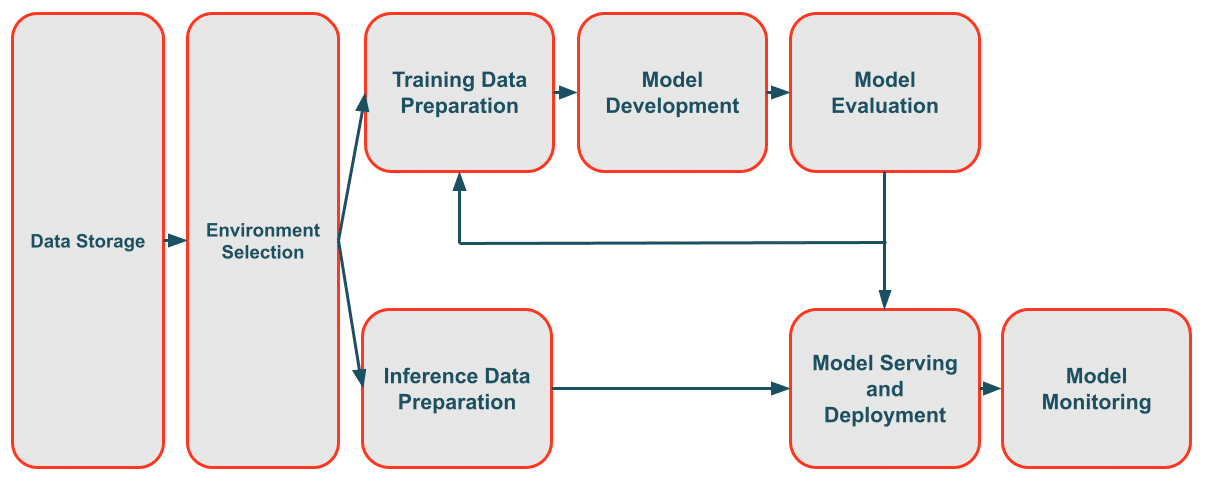 Data Storage
Environment
Selection
Training Data
Preparation
Model
Development
Model
Evaluation
Inference Data
Preparation
Model Serving
and
Deployment
Model
Monitoring